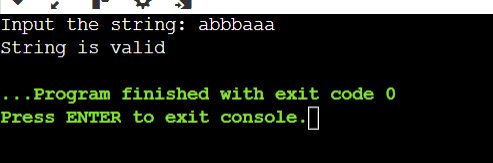 Input the string: abbbaaa
String is valid
...Program finished with exit code 0
Press ENTER to exit console.